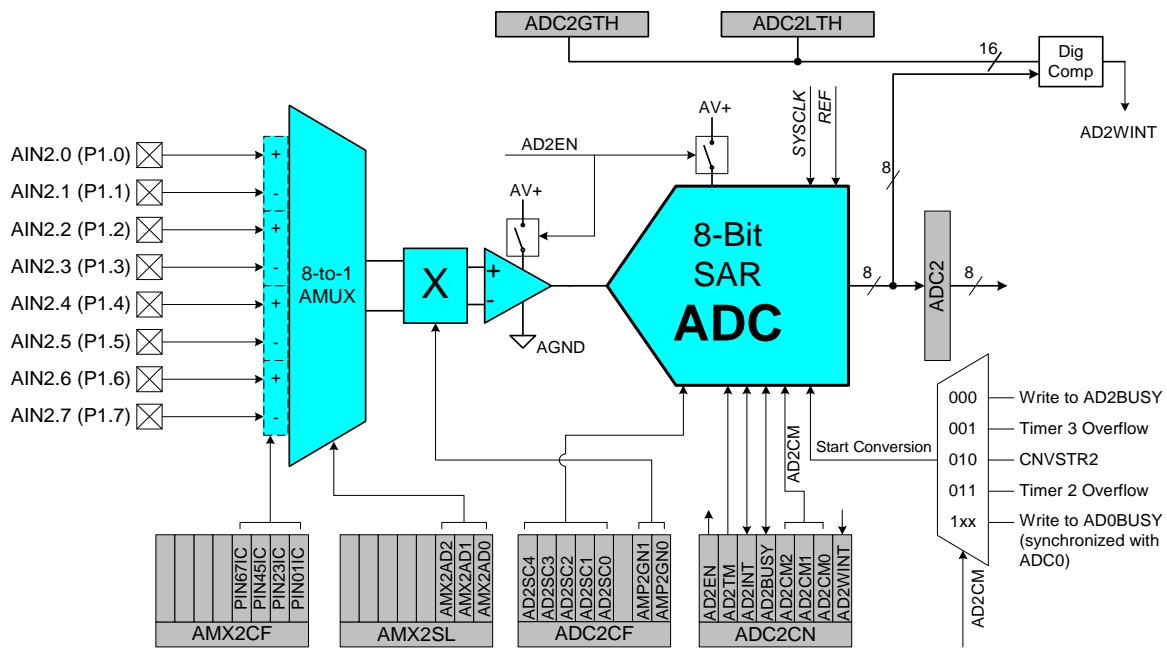 ADC2GTH
ADC2LTH
16
Dig
Comp
AD2WINT
SYSCLK
REF
AV+
AD2EN
AV+
8
AIN2.0 (P1.0)
AIN2.1 (P1.1)
AIN2.2 (P1.2)
AIN2.3 (P1.3)
AIN2.4 (P1.4)
AIN2.5 (P1.5)
AIN2.6 (P1.6)
AIN2.7 (P1.7)
+
-
+
-
+
-
+
-
8-to-1
AMUX
X
+
-
AGND
8-Bit
SAR
ADC
8
ADC2
8
Start Conversion
AD2CM
000
001
010
011
1xx
Write to AD2BUSY
Timer 3 Overflow
CNVSTR2
Timer 2 Overflow
Write to AD0BUSY
(synchronized with
ADC0)
AD2CM
PIN67IC
PIN45IC
PIN23IC
PIN01IC
AMX2CF
AMX2AD2
AMX2AD1
AMX2AD0
AMX2SL
AD2SC4
AD2SC3
AD2SC2
AD2SC1
AD2SC0
AMP2GN1
AMP2GN0
ADC2CF
AD2EN
AD2TM
AD2INT
AD2BUSY
AD2CM2
AD2CM1
AD2CM0
AD2WINT
ADC2CN